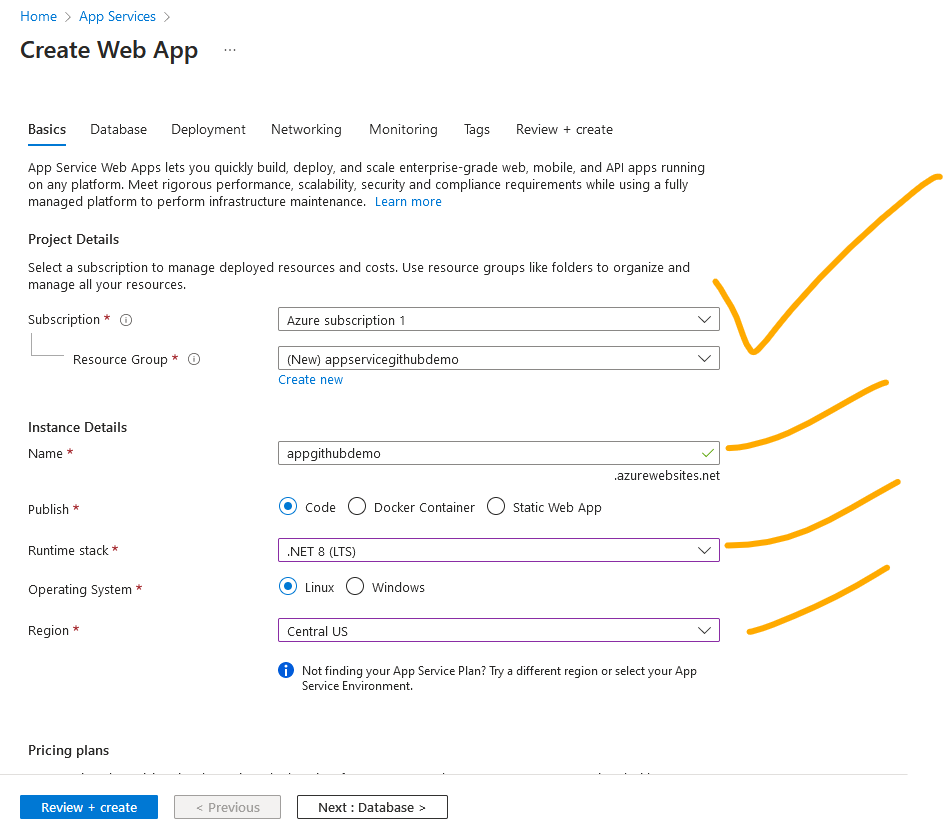 Home > App Services >
Create Web App ...
Basics Database Deployment Networking Monitoring Tags Review + create
App Service Web Apps lets you quickly build, deploy, and scale enterprise-grade web, mobile, and API apps running
on any platform. Meet rigorous performance, scalability, security and compliance requirements while using a fully
managed platform to perform infrastructure maintenance. Learn more
Project Details
Select a subscription to manage deployed resources and costs. Use resource groups like folders to organize and
manage all your resources.
Subscription * Azure subscription 1
Resource Group * (New) appservicegithubdemo
Create new
Instance Details
Name * appgithubdemo
.azurewebsites.net
Publish * Code Docker Container Static Web App
Runtime stack * .NET 8 (LTS)
Operating System * Linux Windows
Region * Central US
Not finding your App Service Plan? Try a different region or select your App
Service Environment.
Pricing plans
Review + create < Previous Next : Database >